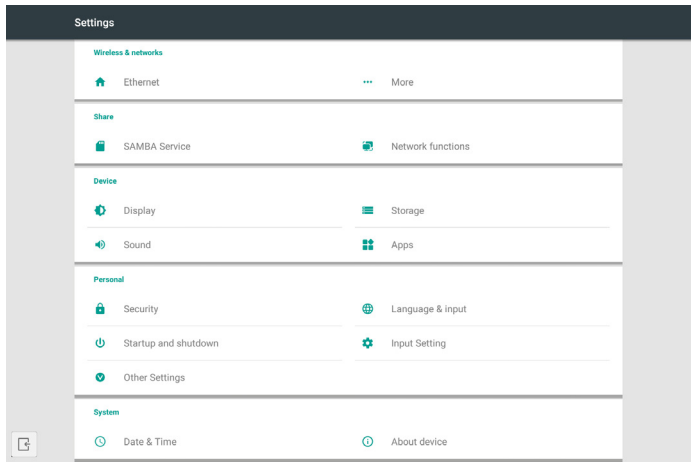 Settings
Wireless & networks
Ethernet
More
Share
SAMBA Service
Network functions
Device
Display
Storage
Sound
Apps
Personal
Security
Language & input
Startup and shutdown
Input Setting
Other Settings
System
Date & Time
About device